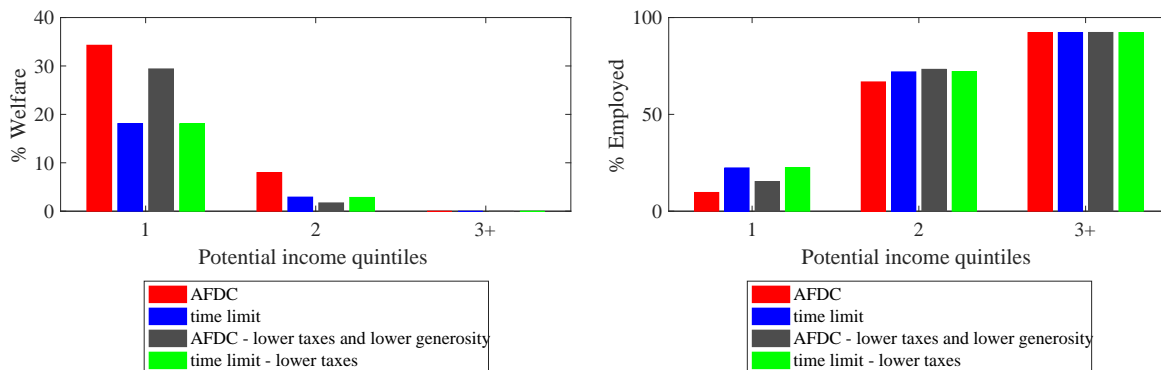 40
30
20
10
0
% Welfare
1
2
3+
Potential income quintiles
AFDC
time limit
AFDC - lower taxes and lower generosity
time limit - lower taxes
100
50
0
% Employed
1
2
3+
Potential income quintiles
AFDC
time limit
AFDC - lower taxes and lower generosity
time limit - lower taxes